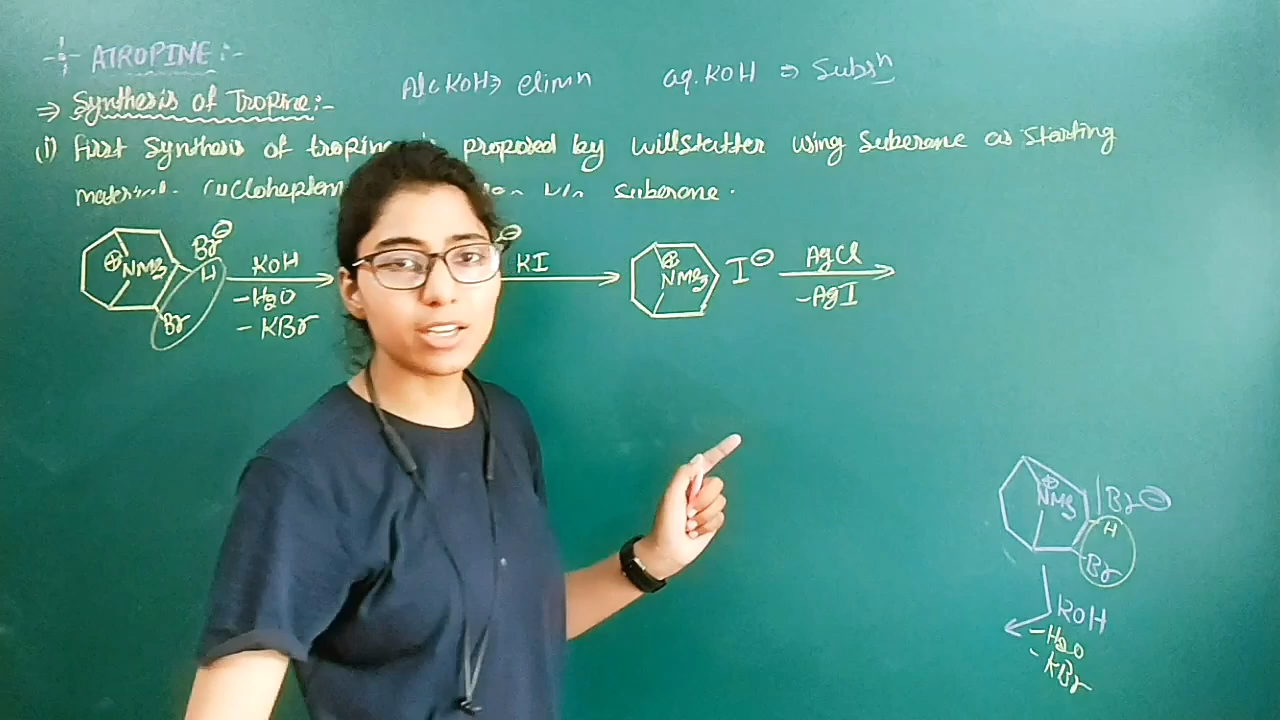 ATROPINE :-
Alc KOH → elimn aq. KOH ⇒ Subsn
⇒ Synthesis of Tropine :-
(i) First Synthesis of tropine proposed by willstatter using Suberone as starting
material. Suberone.
⊕ NMe3 H Br⊖ Br KOH -H2O -KBr ⊖ KI ⊕ NMe3 I⊖ AgCl -AgI
⊕ NMe3 Br⊖
H
Br
KOH
-H2O
-KBr